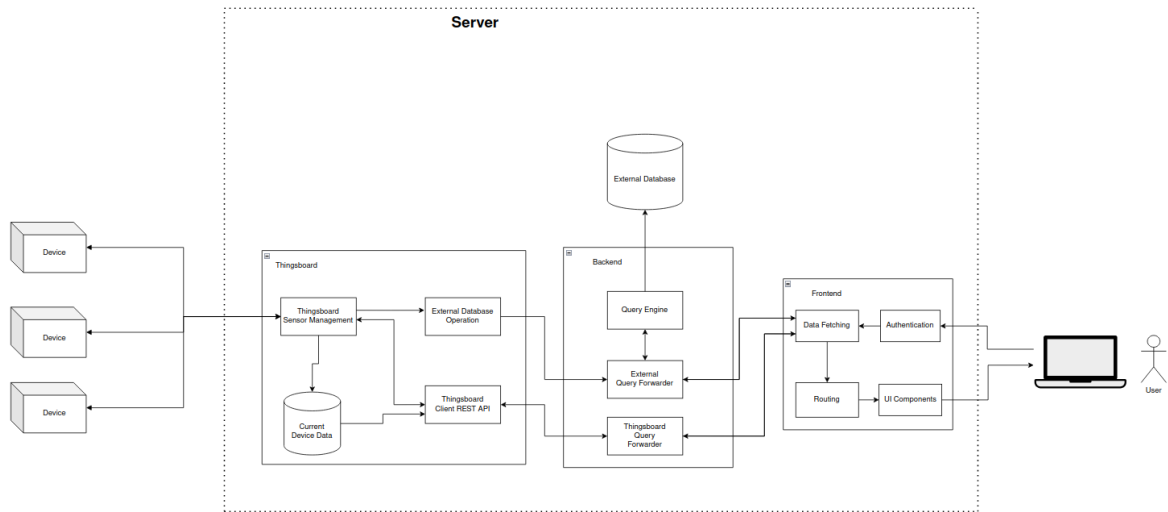 Server
External Database
Device
Device
Device
Thingsboard
Thingsboard
Sensor Management
External Database
Operation
Current
Device Data
Thingsboard
Client REST API
Backend
Query Engine
External
Query Forwarder
Thingsboard
Query
Forwarder
Frontend
Data Fetching
Authentication
Routing
UI Components
User